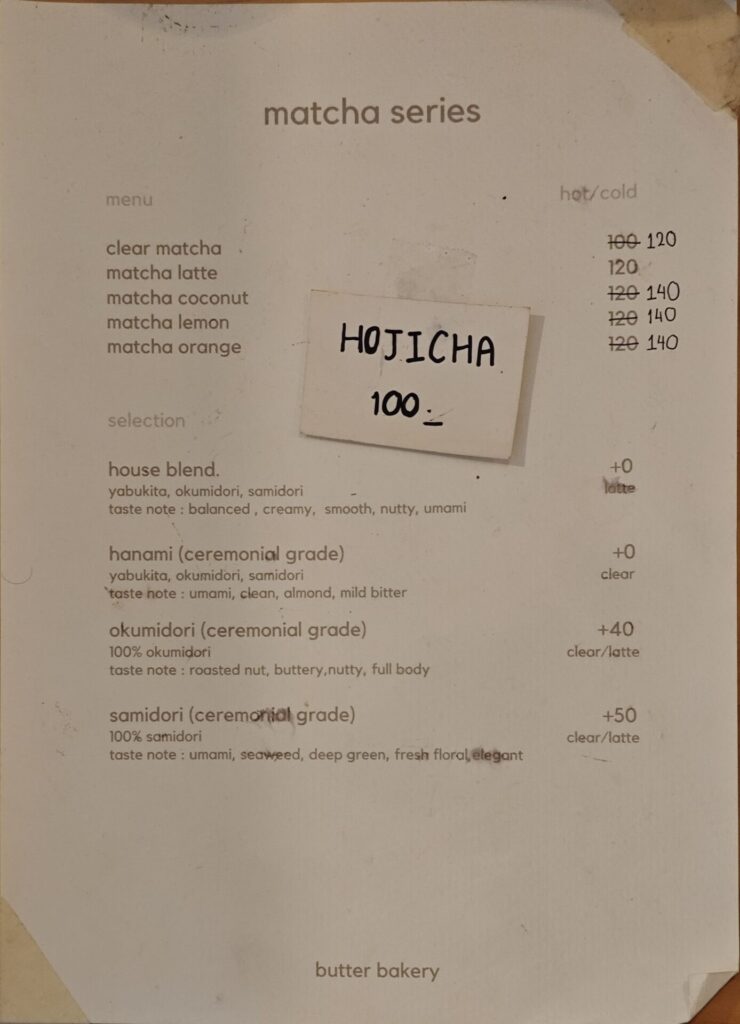 matcha series
menu hot/cold
clear matcha 100 120
matcha latte 120
matcha coconut 120 140
matcha lemon 120 140
matcha orange 120 140
HOJICHA
100.-
selection
house blend. +0
yabukita, okumidori, samidori latte
taste note : balanced , creamy, smooth, nutty, umami
hanami (ceremonial grade) +0
yabukita, okumidori, samidori clear
taste note : umami, clean, almond, mild bitter
okumidori (ceremonial grade) +40
100% okumidori clear/latte
taste note : roasted nut, buttery,nutty, full body
samidori (ceremonial grade) +50
100% samidori clear/latte
taste note : umami, seaweed, deep green, fresh floral,elegant
butter bakery